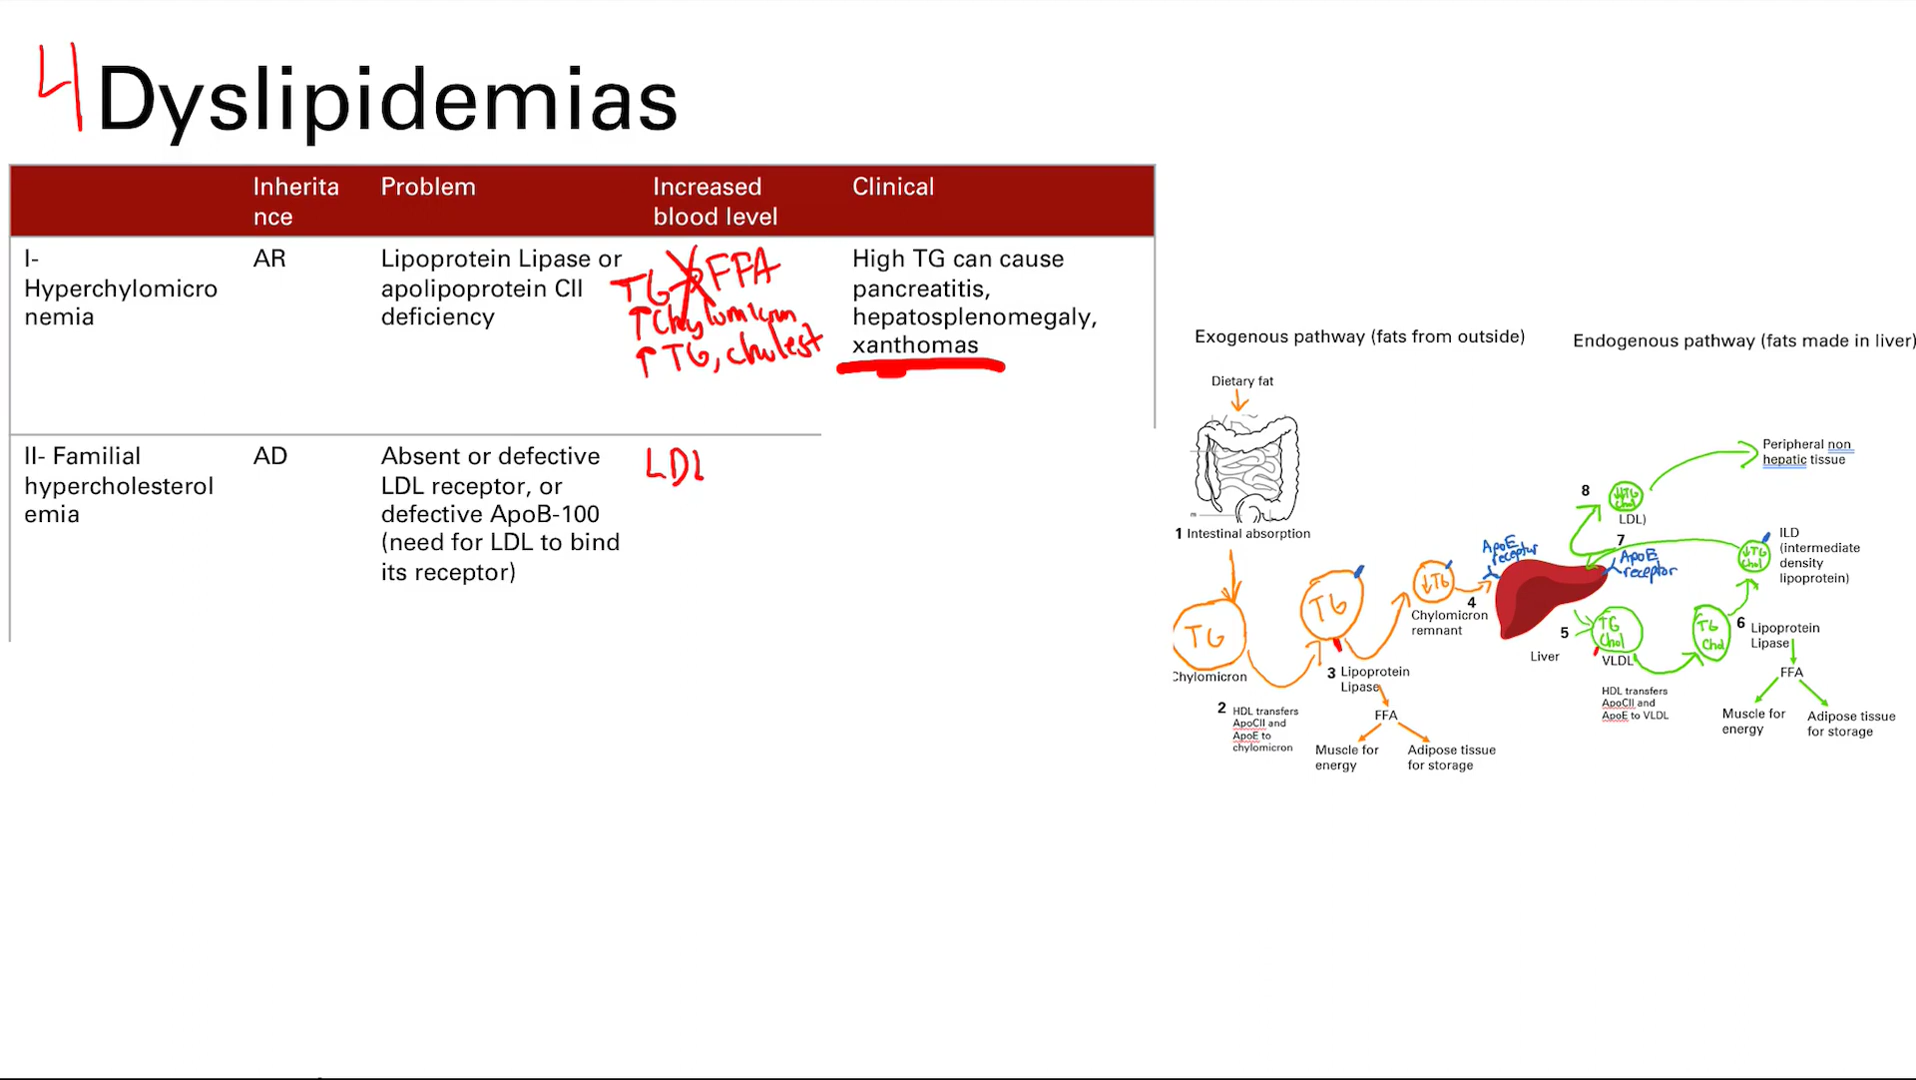 4 Dyslipidemias
Inherita
nce
Problem
Increased
blood level
Clinical
I-
Hyperchylomicro
nemia
AR
Lipoprotein Lipase or
apolipoprotein CII
deficiency
TG FFA
↑ Chylomicron
↑ TG, cholest
High TG can cause
pancreatitis,
hepatosplenomegaly,
xanthomas
II- Familial
hypercholesterol
emia
AD
Absent or defective
LDL receptor, or
defective ApoB-100
(need for LDL to bind
its receptor)
LDL
Exogenous pathway (fats from outside)
Dietary fat
1 Intestinal absorption
TG
Chylomicron
2 HDL transfers
ApoCII and
ApoE to
chylomicron
TG
3 Lipoprotein
Lipase
FFA
Muscle for
energy
Adipose tissue
for storage
↓TG
Chylomicron
remnant
4
ApoE
receptor
Liver
Endogenous pathway (fats made in liver)
5
TG
Chol
VLDL
HDL transfers
ApoCII and
ApoE to VLDL
TG
Chol
6 Lipoprotein
Lipase
FFA
Muscle for
energy
Adipose tissue
for storage
↓TG
Chol
ILD
(intermediate
density
lipoprotein)
7
ApoE
receptor
8
↓↓TG
Chol
LDL)
Peripheral non
hepatic tissue